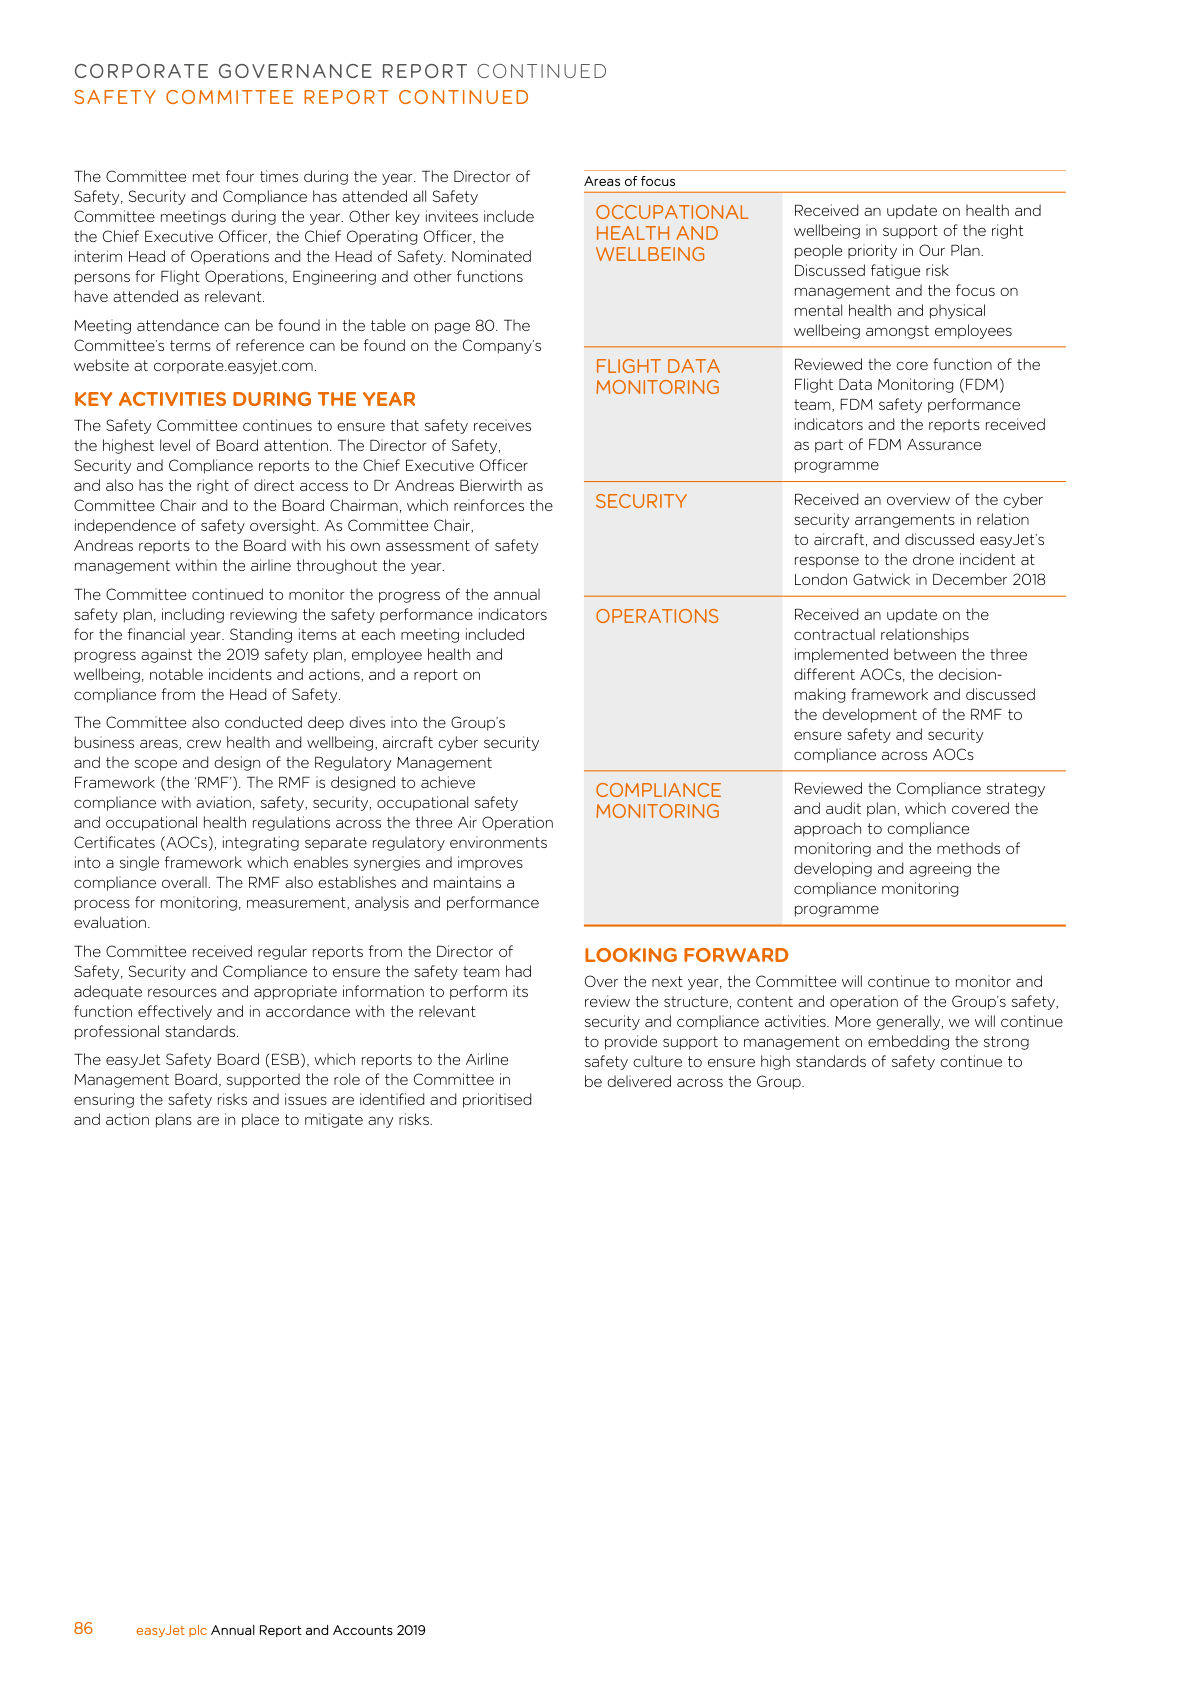 CORPORATE GOVERNANCE REPORT CONTINUED
SAFETY COMMITTEE REPORT CONTINUED
The Committee met four times during the year. The Director of
Safety, Security and Compliance has attended all Safety
Committee meetings during the year. Other key invitees include
the Chief Executive Officer, the Chief Operating Officer, the
interim Head of Operations and the Head of Safety. Nominated
persons for Flight Operations, Engineering and other functions
have attended as relevant.
Meeting attendance can be found in the table on page 80. The
Committee's terms of reference can be found on the Company's
website at corporate.easyjet.com.
KEY ACTIVITIES DURING THE YEAR
The Safety Committee continues to ensure that safety receives
the highest level of Board attention. The Director of Safety,
Security and Compliance reports to the Chief Executive Officer
and also has the right of direct access to Dr Andreas Bierwirth as
Committee Chair and to the Board Chairman, which reinforces the
independence of safety oversight. As Committee Chair,
Andreas reports to the Board with his own assessment of safety
management within the airline throughout the year.
The Committee continued to monitor the progress of the annual
safety plan, including reviewing the safety performance indicators
for the financial year. Standing items at each meeting included
progress against the 2019 safety plan, employee health and
wellbeing, notable incidents and actions, and a report on
compliance from the Head of Safety.
The Committee also conducted deep dives into the Group's
business areas, crew health and wellbeing, aircraft cyber security
and the scope and design of the Regulatory Management
Framework (the 'RMF'). The RMF is designed to achieve
compliance with aviation, safety, security, occupational safety
and occupational health regulations across the three Air Operation
Certificates (AOCs), integrating separate regulatory environments
into a single framework which enables synergies and improves
compliance overall. The RMF also establishes and maintains a
process for monitoring, measurement, analysis and performance
evaluation.
The Committee received regular reports from the Director of
Safety, Security and Compliance to ensure the safety team had
adequate resources and appropriate information to perform its
function effectively and in accordance with the relevant
professional standards.
The easyJet Safety Board (ESB), which reports to the Airline
Management Board, supported the role of the Committee in
ensuring the safety risks and issues are identified and prioritised
and action plans are in place to mitigate any risks.
Areas of focus
OCCUPATIONAL
HEALTH AND
WELLBEING
Received an update on health and
wellbeing in support of the right
people priority in Our Plan.
Discussed fatigue risk
management and the focus on
mental health and physical
wellbeing amongst employees
FLIGHT DATA
MONITORING
Reviewed the core function of the
Flight Data Monitoring (FDM)
team, FDM safety performance
indicators and the reports received
as part of FDM Assurance
programme
SECURITY
Received an overview of the cyber
security arrangements in relation
to aircraft, and discussed easyJet's
response to the drone incident at
London Gatwick in December 2018
OPERATIONS
Received an update on the
contractual relationships
implemented between the three
different AOCs, the decision-
making framework and discussed
the development of the RMF to
ensure safety and security
compliance across AOCs
COMPLIANCE
MONITORING
Reviewed the Compliance strategy
and audit plan, which covered the
approach to compliance
monitoring and the methods of
developing and agreeing the
compliance monitoring
programme
LOOKING FORWARD
Over the next year, the Committee will continue to monitor and
review the structure, content and operation of the Group's safety,
security and compliance activities. More generally, we will continue
to provide support to management on embedding the strong
safety culture to ensure high standards of safety continue to
be delivered across the Group.
86 easyJet plc Annual Report and Accounts 2019